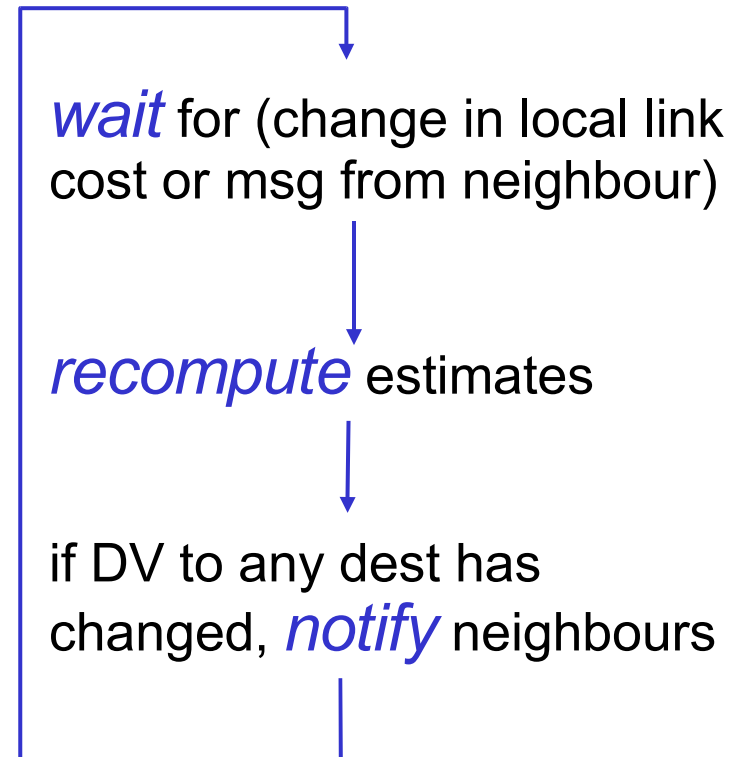 wait for (change in local link
cost or msg from neighbour)
recompute estimates
if DV to any dest has
changed, notify neighbours